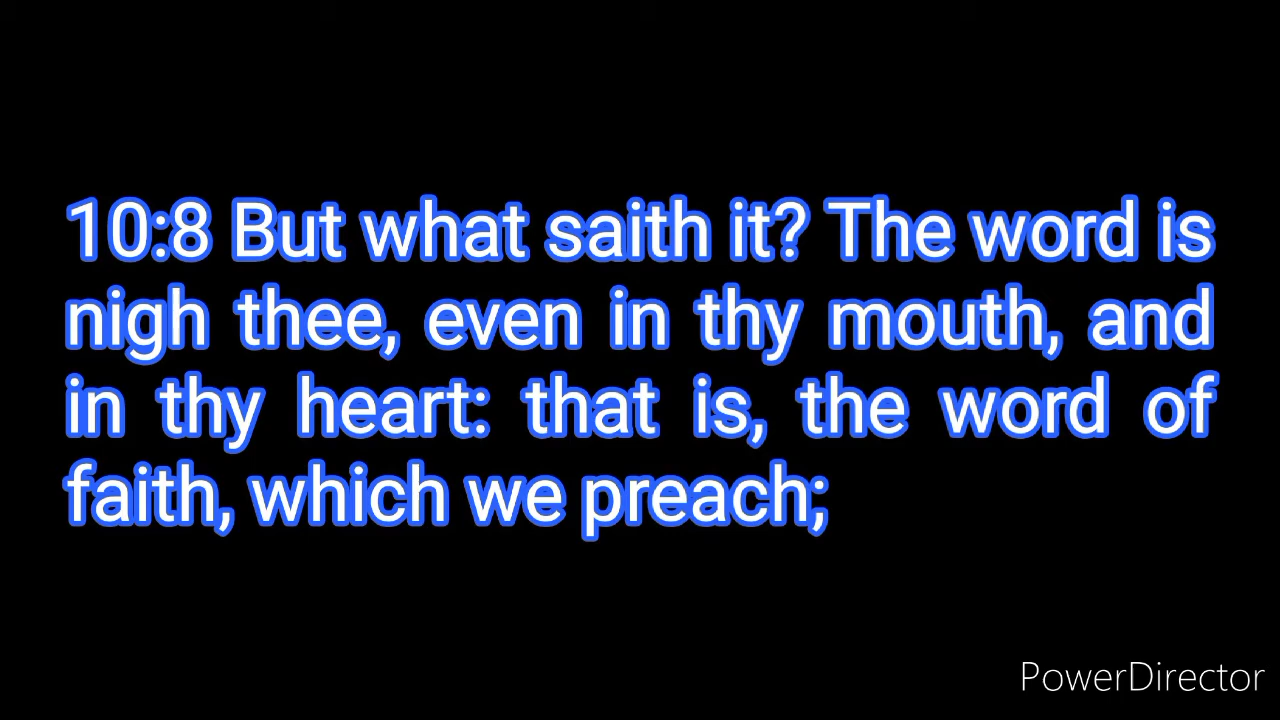 10:8 But what saith it? The word is
nigh thee, even in thy mouth, and
in thy heart: that is, the word of
faith, which we preach;
PowerDirector